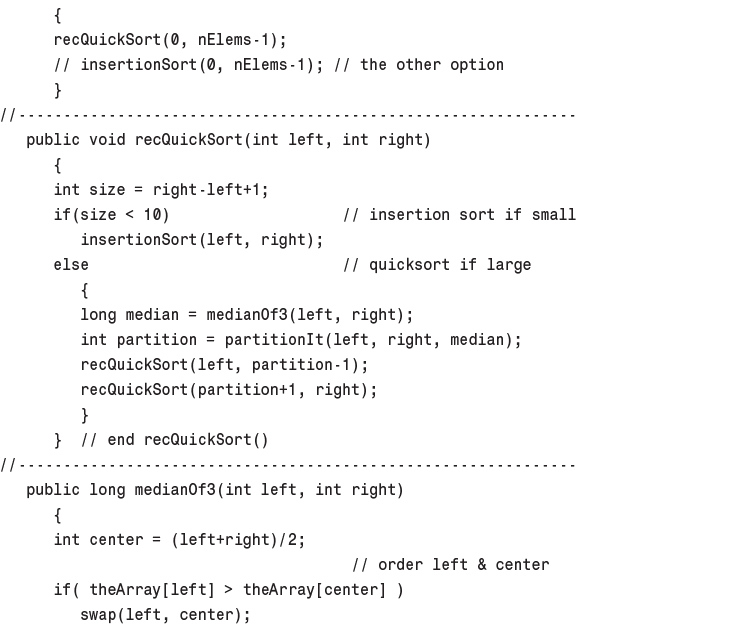 {
recQuickSort(0, nElems-1);
// insertionSort(0, nElems-1); // the other option
}
//--------------------------------------------------------------
public void recQuickSort(int left, int right)
{
int size = right-left+1;
if(size < 10)                   // insertion sort if small
insertionSort(left, right);
else                            // quicksort if large
{
long median = medianOf3(left, right);
int partition = partitionIt(left, right, median);
recQuickSort(left, partition-1);
recQuickSort(partition+1, right);
}
}  // end recQuickSort()
//--------------------------------------------------------------
public long medianOf3(int left, int right)
{
int center = (left+right)/2;
// order left & center
if( theArray[left] > theArray[center] )
swap(left, center);